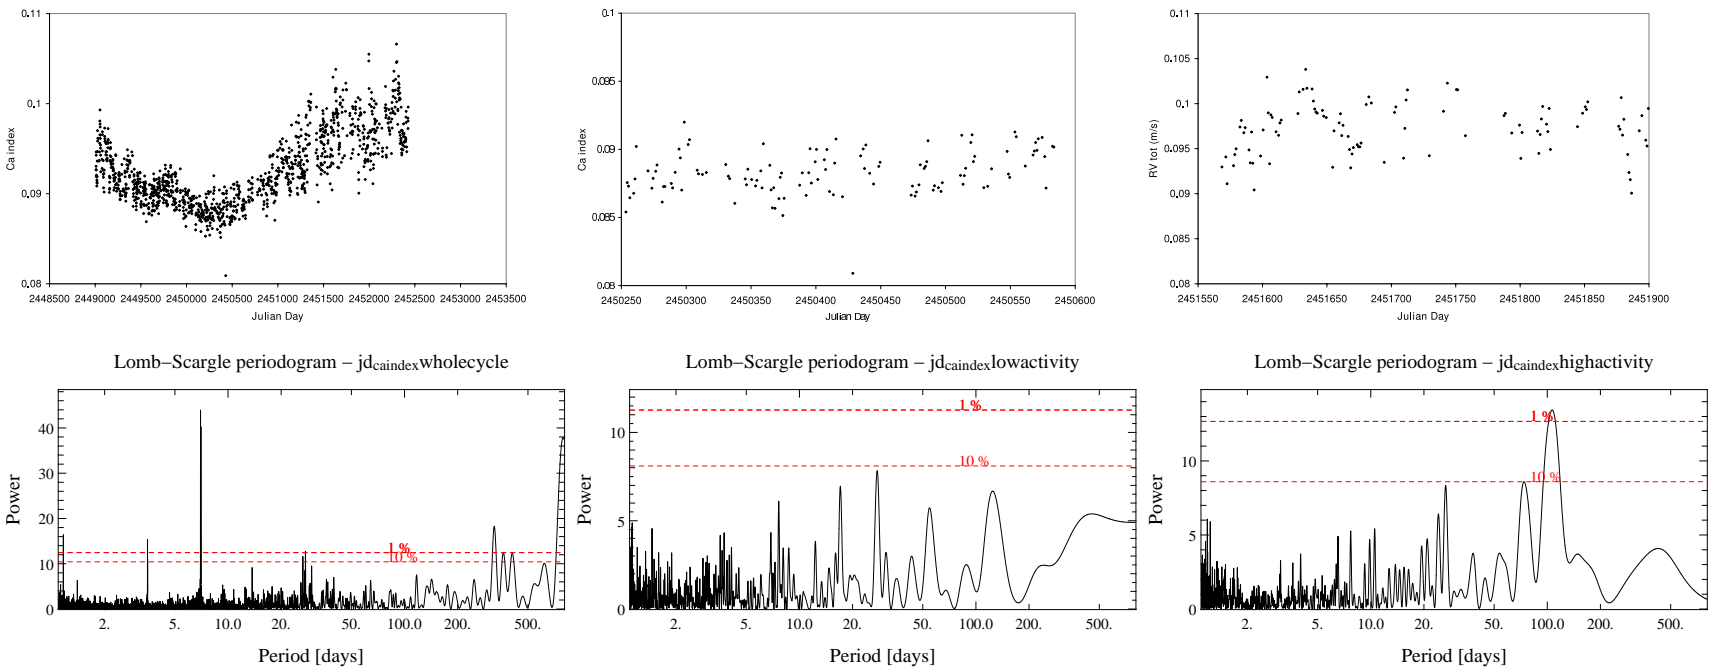 0.11
0.1
0.09
0.08
Ca index
2448500 2449000 2449500 2450000 2450500 2451000 2451500 2452000 2452500 2453000 2453500
Julian Day
0.1
0.095
0.09
0.085
0.08
Ca index
2450250 2450300 2450350 2450400 2450450 2450500 2450550 2450600
Julian Day
0.11
0.105
0.1
0.095
0.09
0.085
0.08
RV tot (m/s)
2451550 2451600 2451650 2451700 2451750 2451800 2451850 2451900
Julian Day
Lomb–Scargle periodogram – jdcaindexwholecycle
40
30
20
10
0
Power
1 %
10 %
2. 5. 10.0 20. 50. 100.0 200. 500.
Period [days]
Lomb–Scargle periodogram – jdcaindexlowactivity
10
5
0
Power
1 %
10 %
2. 5. 10.0 20. 50. 100.0 200. 500.
Period [days]
Lomb–Scargle periodogram – jdcaindexhighactivity
10
5
0
Power
1 %
10 %
2. 5. 10.0 20. 50. 100.0 200. 500.
Period [days]